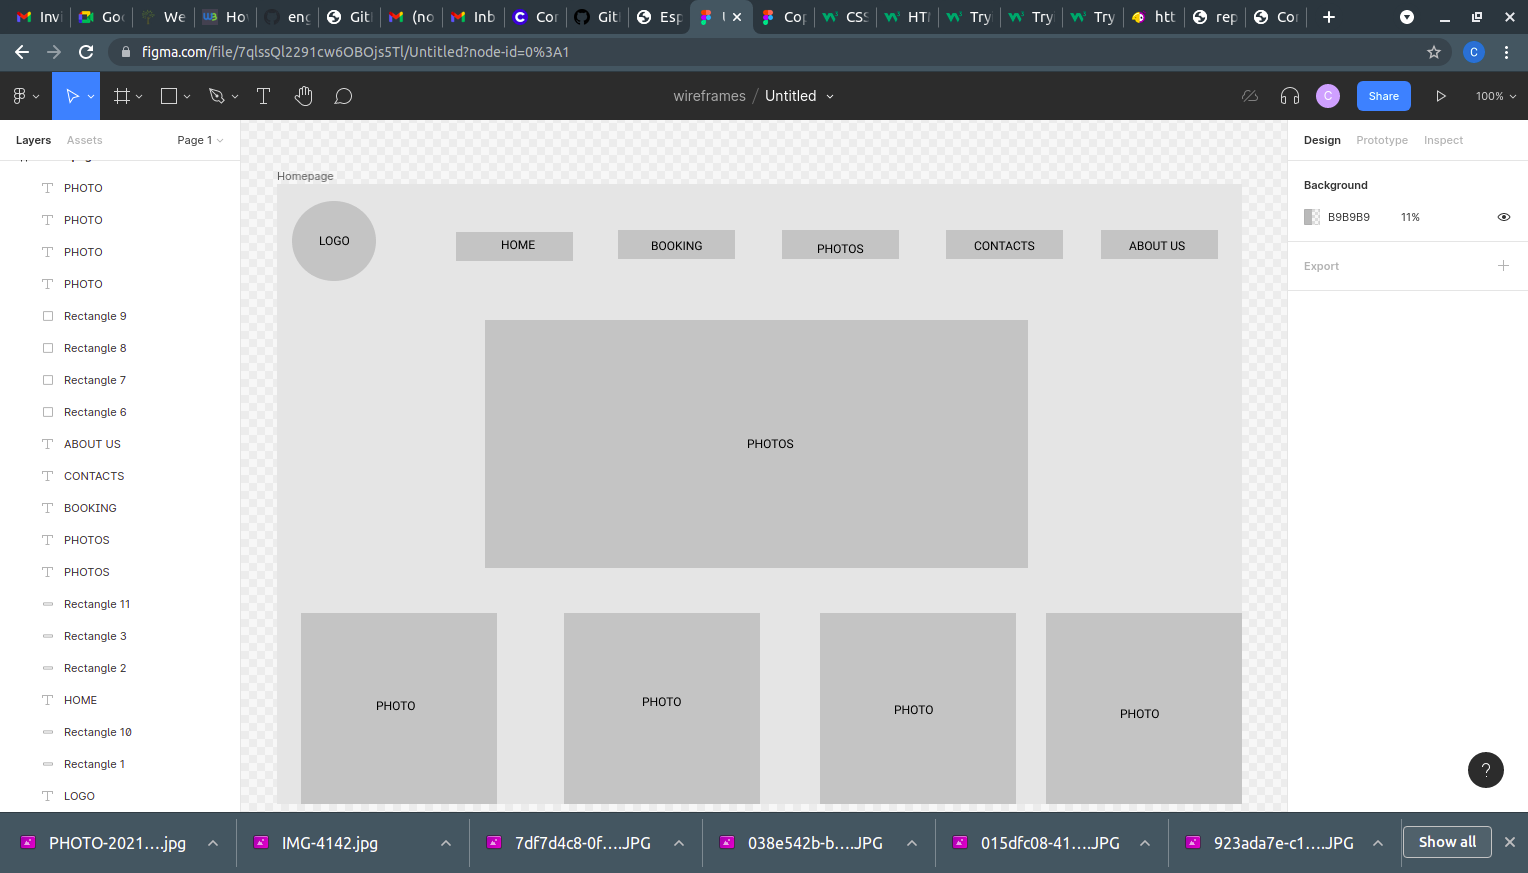 Invi Goo We Hov eng Git (no Inb Cor Git Esp Cop CSS HTM Try Try Try htt rep Cor
figma.com/file/7qlssQl2291cw6OBOjs5Tl/Untitled?node-id=0%3A1 C
wireframes / Untitled C Share 100%
Layers Assets Page 1 Design Prototype Inspect
Homepage
Background
B9B9B9 11%
Export
PHOTO
PHOTO
PHOTO
PHOTO
Rectangle 9
Rectangle 8
Rectangle 7
Rectangle 6
ABOUT US
CONTACTS
BOOKING
PHOTOS
PHOTOS
Rectangle 11
Rectangle 3
Rectangle 2
HOME
Rectangle 10
Rectangle 1
LOGO
LOGO HOME BOOKING PHOTOS CONTACTS ABOUT US
PHOTOS
PHOTO PHOTO PHOTO PHOTO
?
PHOTO-2021....jpg IMG-4142.jpg 7df7d4c8-0f....JPG 038e542b-b....JPG 015dfc08-41....JPG 923ada7e-c1....JPG Show all